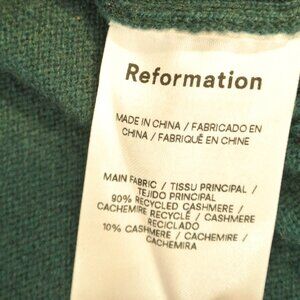 Reformation
MADE IN CHINA / FABRICADO EN
CHINA / FABRIQUÉ EN CHINE
MAIN FABRIC / TISSU PRINCIPAL /
TEJIDO PRINCIPAL
90% RECYCLED CASHMERE /
CACHEMIRE RECYCLÉ / CASHMERE
RECICLADO
10% CASHMERE / CACHEMIRE /
CACHEMIRA